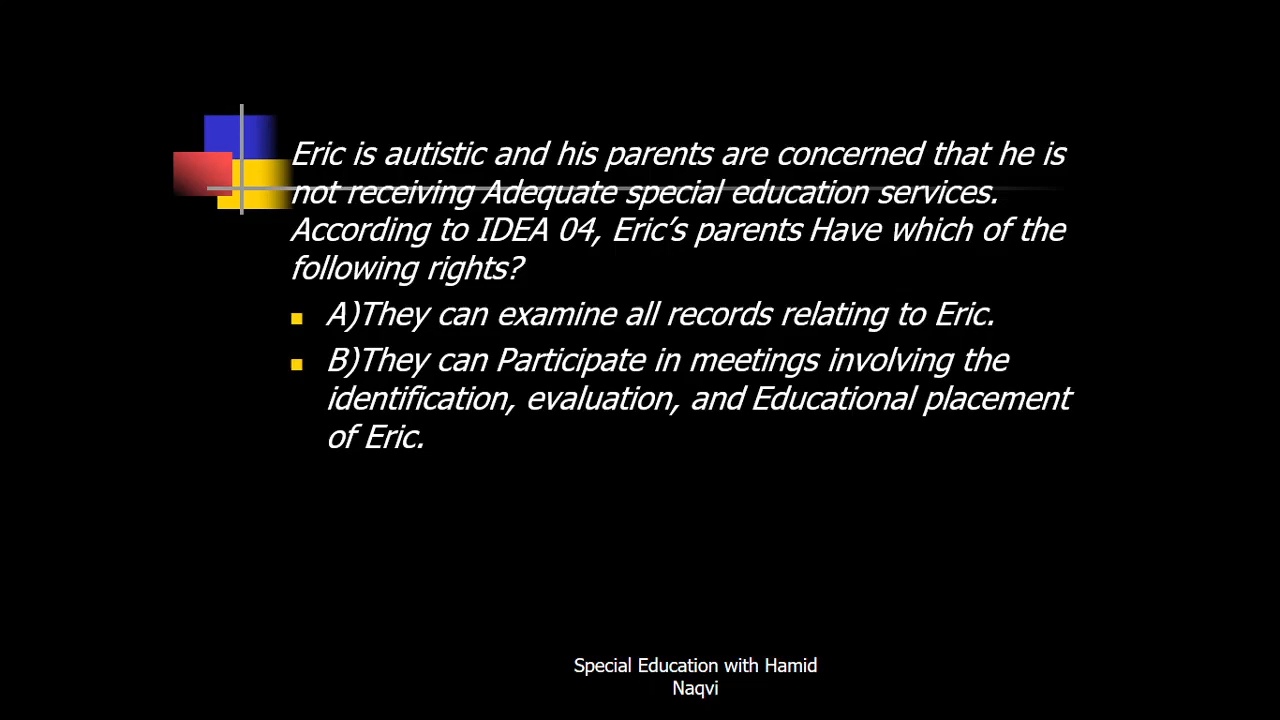 Eric is autistic and his parents are concerned that he is
not receiving Adequate special education services.
According to IDEA 04, Eric’s parents Have which of the
following rights?
A)They can examine all records relating to Eric.
B)They can Participate in meetings involving the
identification, evaluation, and Educational placement
of Eric.
Special Education with Hamid
Naqvi